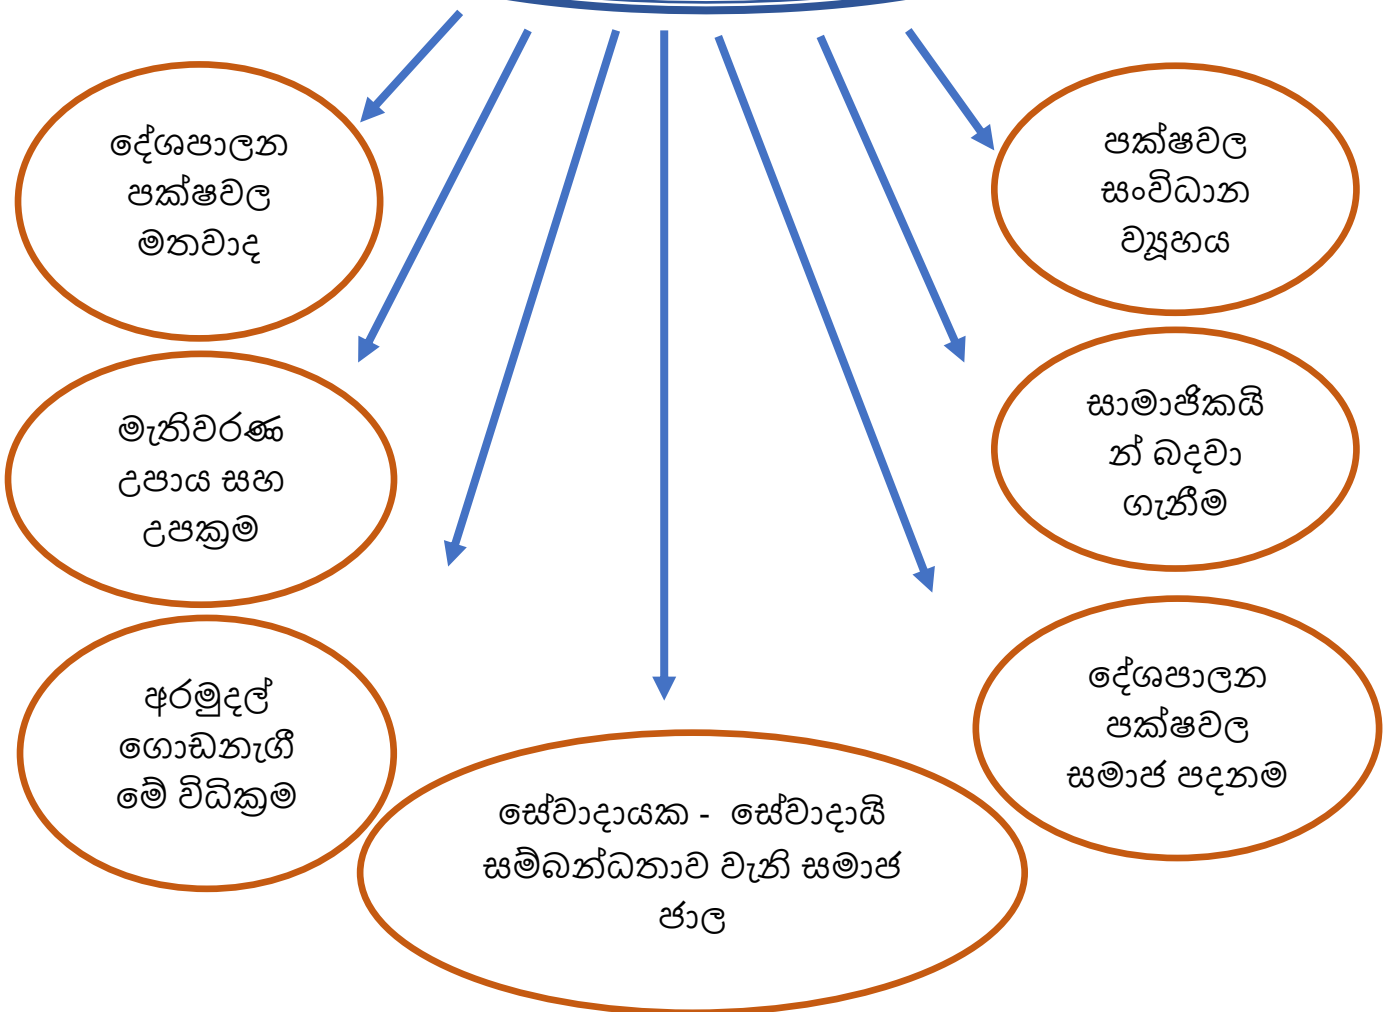 දේශපාලන
පක්ෂවල
මතවාද
මැතිවරණ
උපාය සහ
උපක්‍රම
අරමුදල්
ගොඩනැගී
මේ විධික්‍රම
සේවාදායක -  සේවාදායි
සම්බන්ධතාව වැනි සමාජ
ජාල
පක්ෂවල
සංවිධාන
ව්‍යූහය
සාමාජිකයි
න් බදවා
ගැනීම
දේශපාලන
පක්ෂවල
සමාජ පදනම